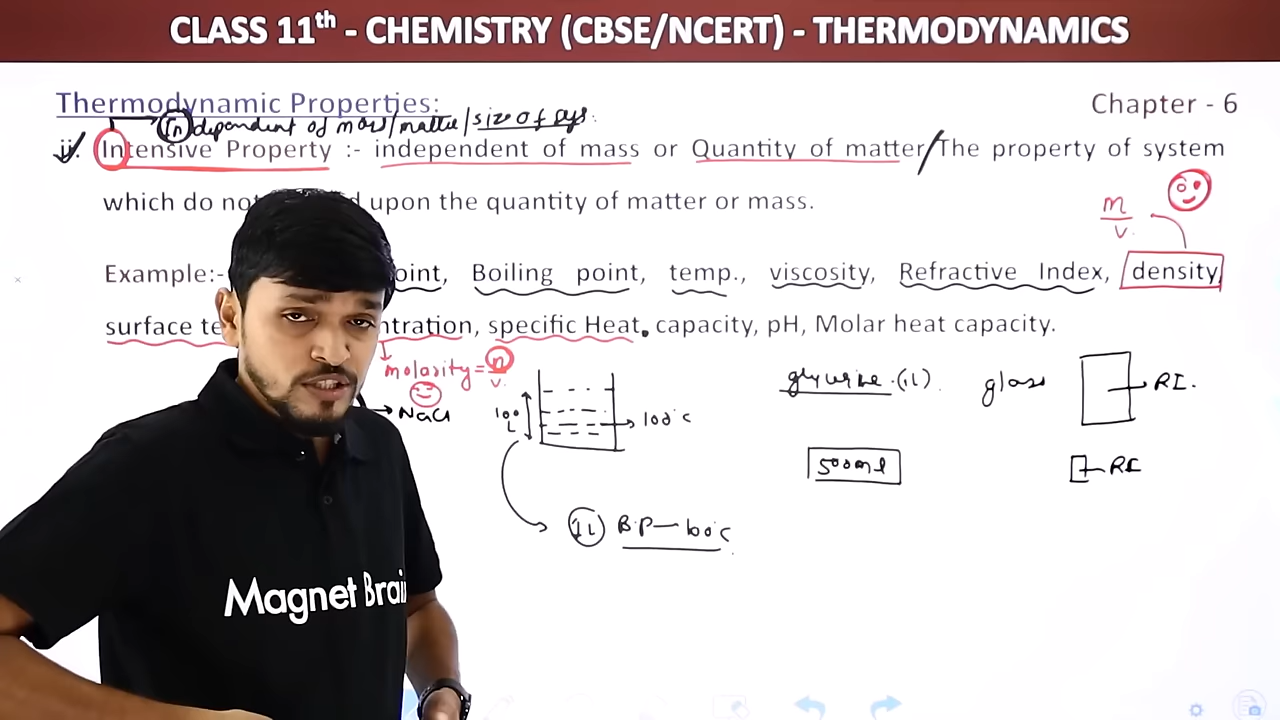 CLASS 11th - CHEMISTRY (CBSE/NCERT) - THERMODYNAMICS
Thermodynamic Properties:
Chapter - 6
Independent of mass/matter/size of sys.
ii. Intensive Property :- independent of mass or Quantity of matter/The property of system
which do not upon the quantity of matter or mass.
m
v.
Example:- oint, Boiling point, temp., viscosity, Refractive Index, density,
surface te ntration, specific Heat. capacity, pH, Molar heat capacity.
molarity = n
v.
NaCl
100
L
100°C
glycerine (1L).
glass
RI.
500ml
RI
1L B.P— 100°C
Magnet Brai